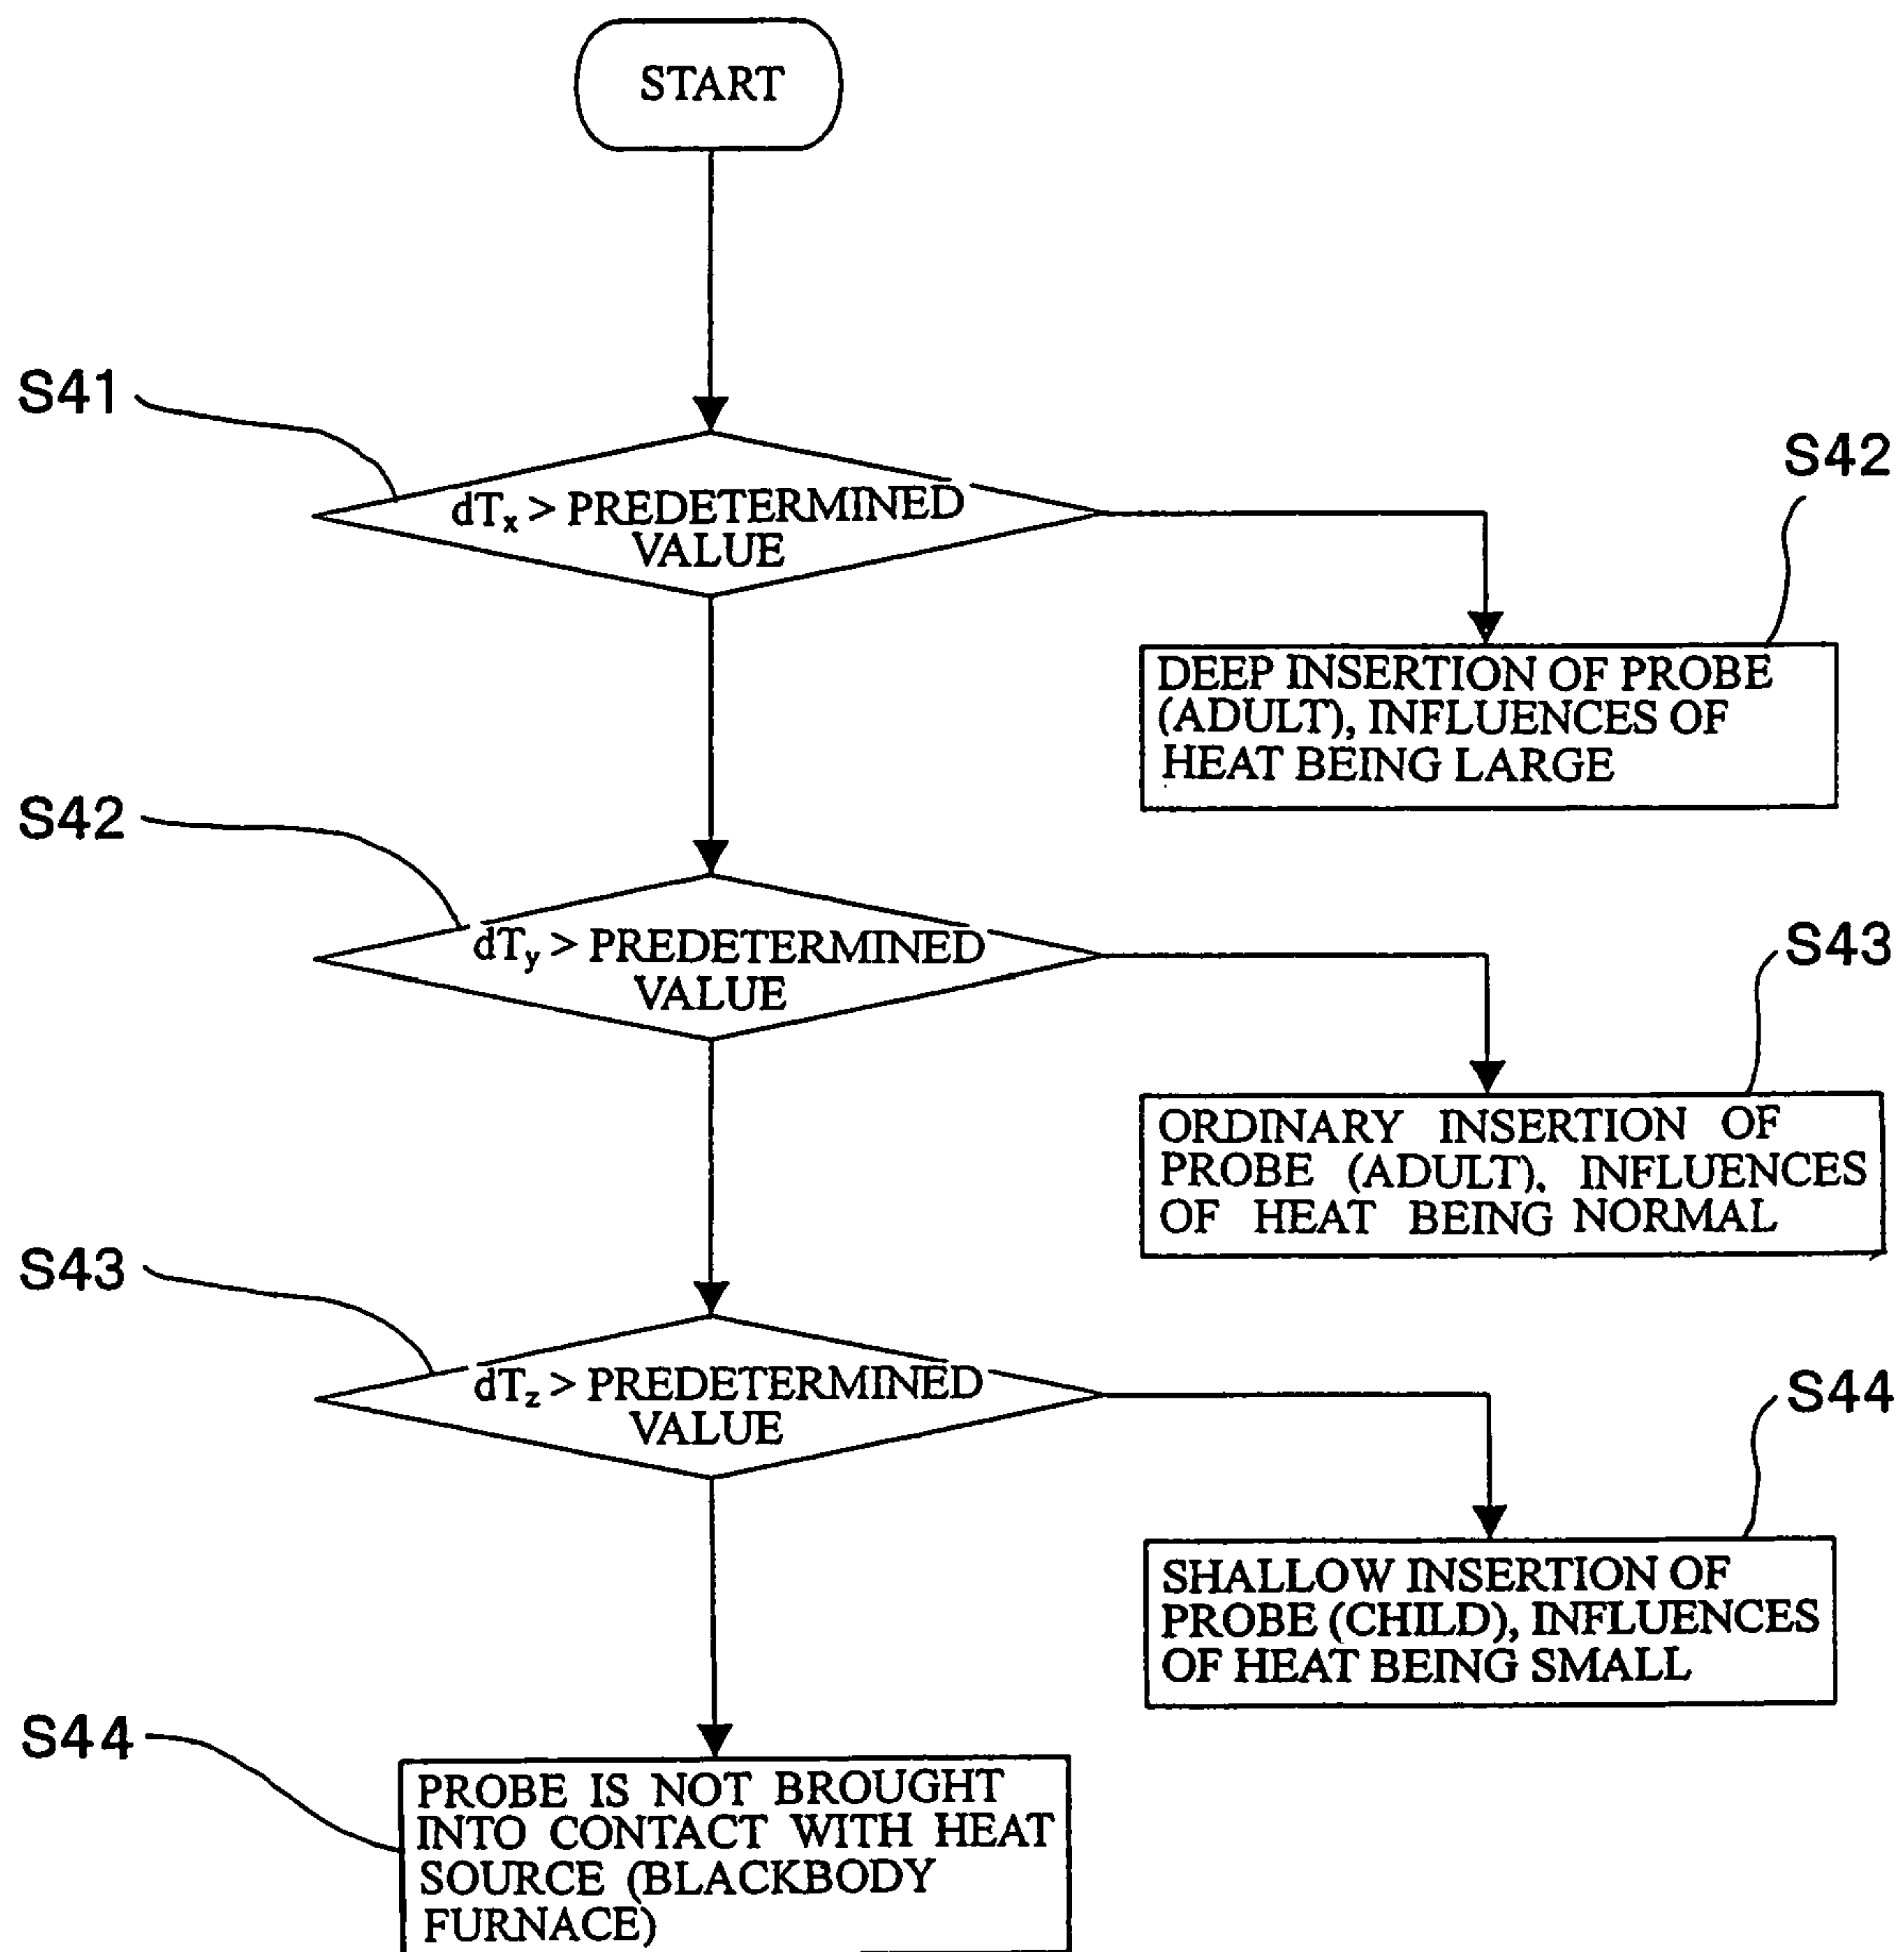 START
S41
dTx > PREDETERMINED
VALUE
S42
DEEP INSERTION OF PROBE
(ADULT), INFLUENCES OF
HEAT BEING LARGE
S42
dTy > PREDETERMINED
VALUE
S43
ORDINARY INSERTION OF
PROBE (ADULT), INFLUENCES
OF HEAT BEING NORMAL
S43
dTz > PREDETERMINED
VALUE
S44
SHALLOW INSERTION OF
PROBE (CHILD), INFLUENCES
OF HEAT BEING SMALL
S44
PROBE IS NOT BROUGHT
INTO CONTACT WITH HEAT
SOURCE (BLACKBODY
FURNACE)